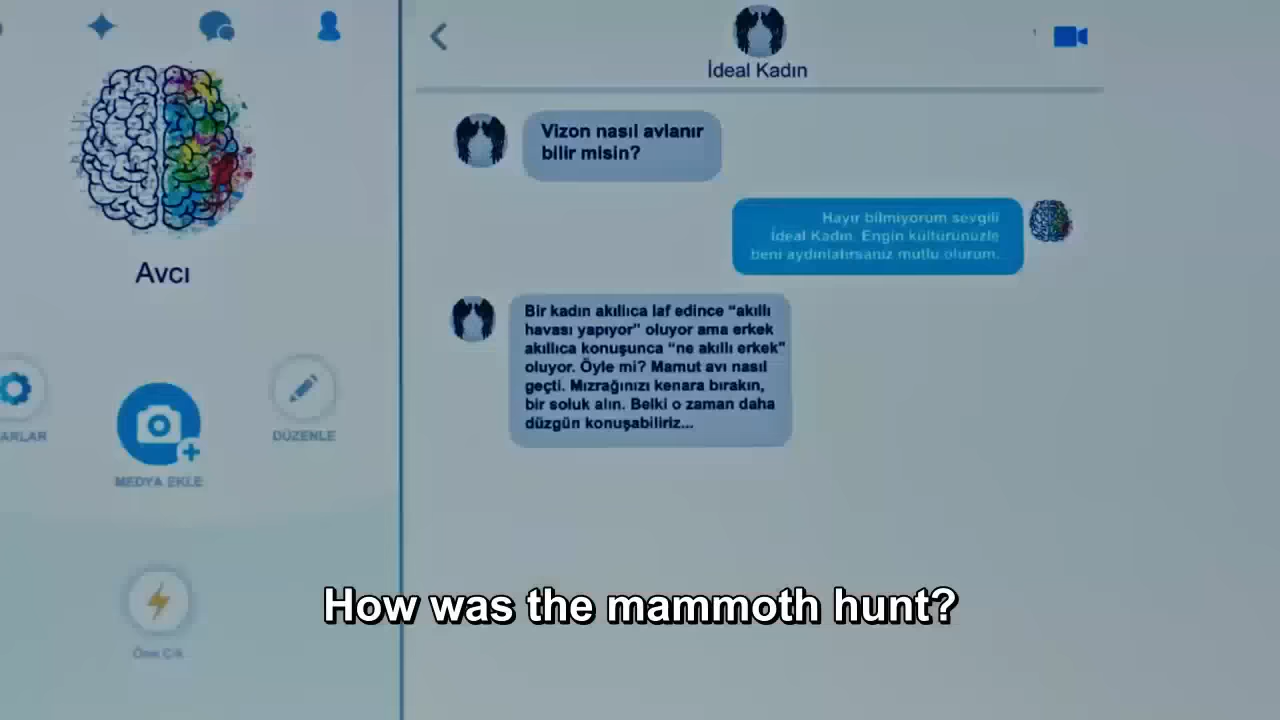 İdeal Kadın
Vizon nasıl avlanır
bilir misin?
Hayır bilmiyorum sevgili
İdeal Kadın. Engin kültürünüzle
beni aydınlatırsanız mutlu olurum.
Avcı
Bir kadın akıllıca laf edince “akıllı
havası yapıyor” oluyor ama erkek
akıllıca konuşunca “ne akıllı erkek”
oluyor. Öyle mi? Mamut avı nasıl
geçti. Mızrağınızı kenara bırakın,
bir soluk alın. Belki o zaman daha
düzgün konuşabiliriz...
ARLAR
DÜZENLE
MEDYA EKLE
How was the mammoth hunt?
Öne Çık